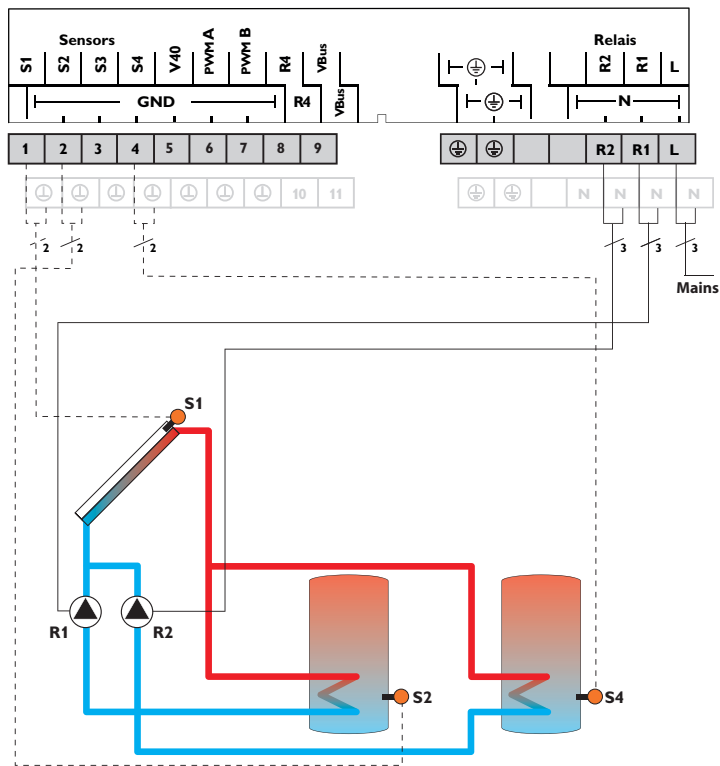 Sensors
Relais
S1 S2 S3 S4 V40 PWM A PWM B R4 VBus
R2 R1 L
GND R4 VBus
N
1 2 3 4 5 6 7 8 9
R2 R1 L
10 11
N N N
2 2 2
3 3 3
Mains
S1
R1 R2
S2 S4